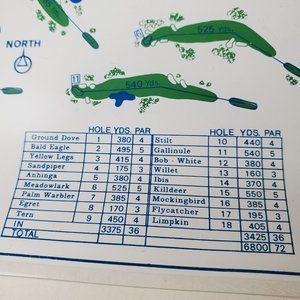 NORTH
6
525 Yds.
11
540 Yds.
HOLE YDS. PAR
Ground Dove 1 380 4
Bald Eagle 2 495 5
Yellow Legs 3 415 4
Sandpiper 4 175 3
Anhinga 5 380 4
Meadowlark 6 525 5
Palm Warbler 7 385 4
Egret 8 170 3
Tern 9 450 4
IN 3375 36
TOTAL
HOLE YDS. PAR
Stilt 10 440 4
Gallinule 11 540 5
Bob - White 12 380 4
Willet 13 160 3
Ibis 14 370 4
Killdeer 15 550 5
Mockingbird 16 385 4
Flycatcher 17 195 3
Limpkin 18 405 4
3425 36
6800 72